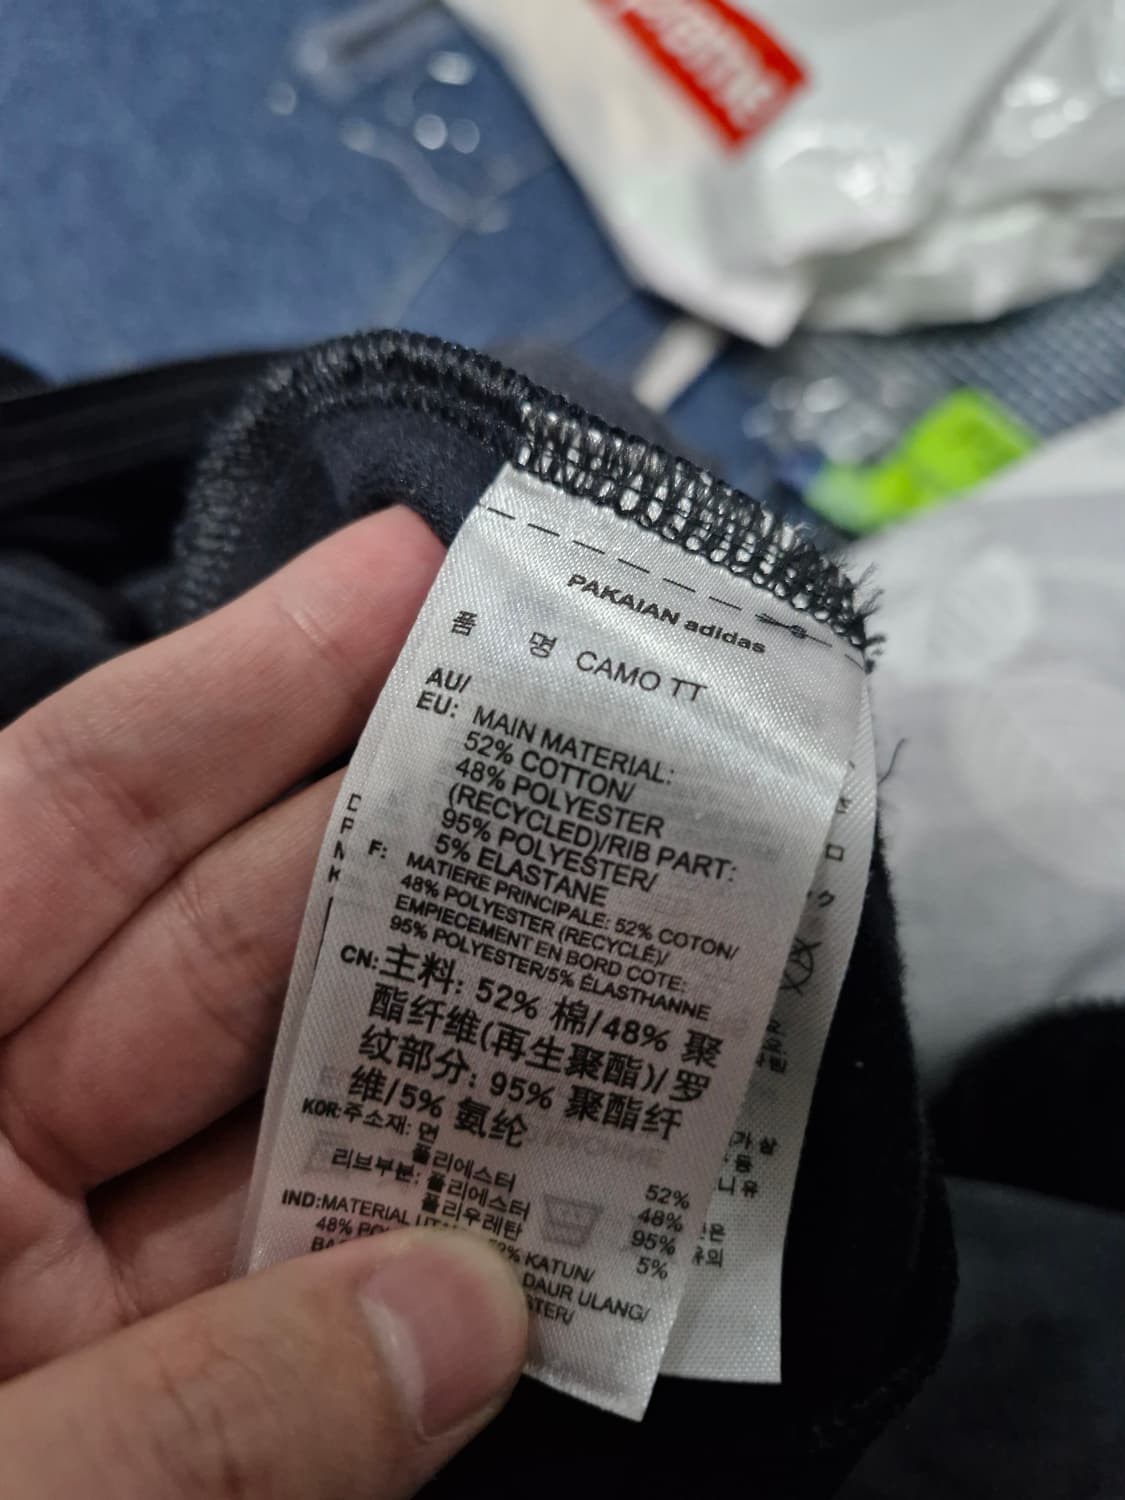 PAKAIAN adidas
품 명 CAMO TT
AU/
EU: MAIN MATERIAL:
52% COTTON/
48% POLYESTER
(RECYCLED)/RIB PART:
95% POLYESTER/
5% ELASTANE
F: MATIERE PRINCIPALE: 52% COTON/
48% POLYESTER (RECYCLÉ)/
EMPIECEMENT EN BORD COTE:
95% POLYESTER/5% ÉLASTHANNE
CN: 主料: 52% 棉/48% 聚
酯纤维(再生聚酯)/ 罗
纹部分: 95% 聚酯纤
维/5% 氨纶
KOR: 주소재: 면 52%
폴리에스터 48%
리브부분: 폴리에스터 95%
폴리우레탄 5%
IND: MATERIAL KATUN/
48%
DAUR ULANG/